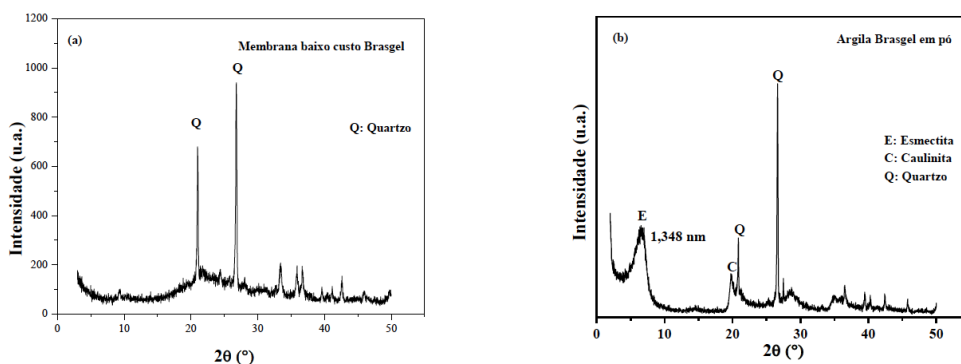 (a)
Membrana baixo custo Brasgel
Q
Q
Q: Quartzo
Intensidade (u.a.)
1200
1000
800
600
400
200
0
0 10 20 30 40 50
2θ (°)
(b)
Argila Brasgel em pó
Q
E: Esmectita
C: Caulinita
Q: Quartzo
E
1,348 nm
Q
C
Intensidade (u.a.)
0 10 20 30 40 50
2θ (°)